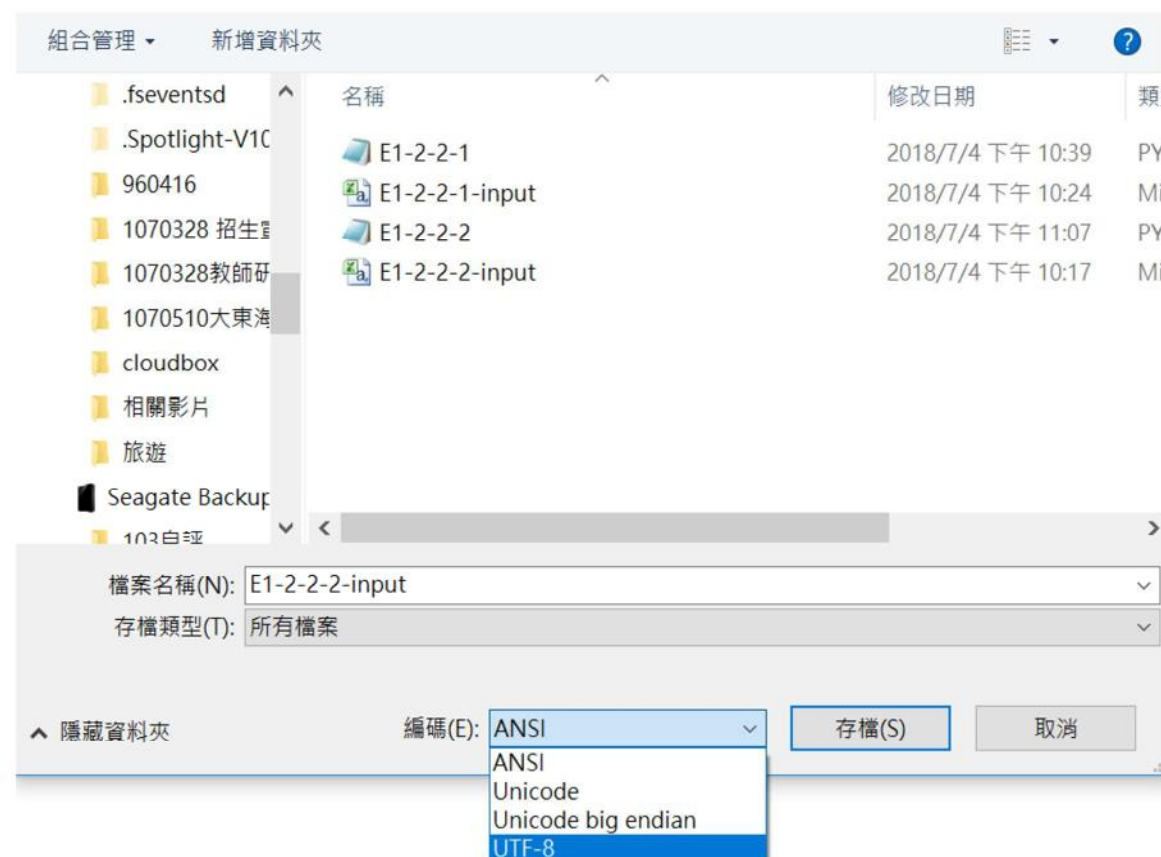 組合管理 新增資料夾
.fseventsd
.Spotlight-V10
960416
1070328 招生宣
1070328教師研
1070510大東海
cloudbox
相關影片
旅遊
Seagate Backup
103自評
名稱 修改日期 類
E1-2-2-1 2018/7/4 下午 10:39 PY
E1-2-2-1-input 2018/7/4 下午 10:24 Mi
E1-2-2-2 2018/7/4 下午 11:07 PY
E1-2-2-2-input 2018/7/4 下午 10:17 Mi
檔案名稱(N): E1-2-2-2-input
存檔類型(T): 所有檔案
隱藏資料夾 編碼(E): ANSI 存檔(S) 取消
ANSI
Unicode
Unicode big endian
UTF-8